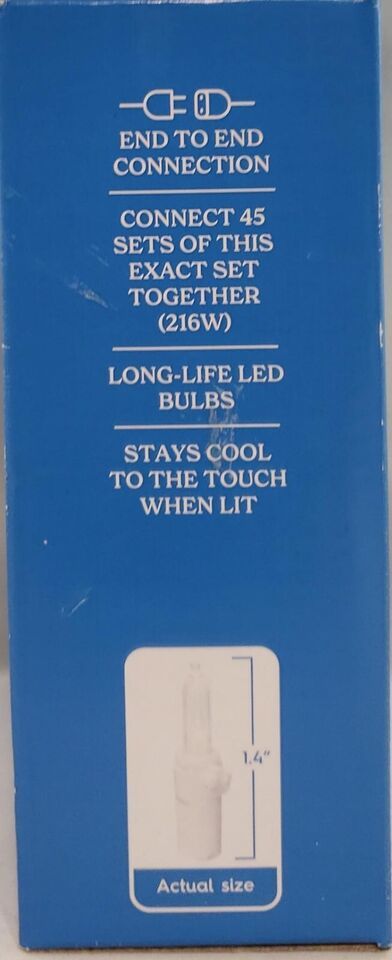 END TO END
CONNECTION
CONNECT 45
SETS OF THIS
EXACT SET
TOGETHER
(216W)
LONG-LIFE LED
BULBS
STAYS COOL
TO THE TOUCH
WHEN LIT
1.4"
Actual size